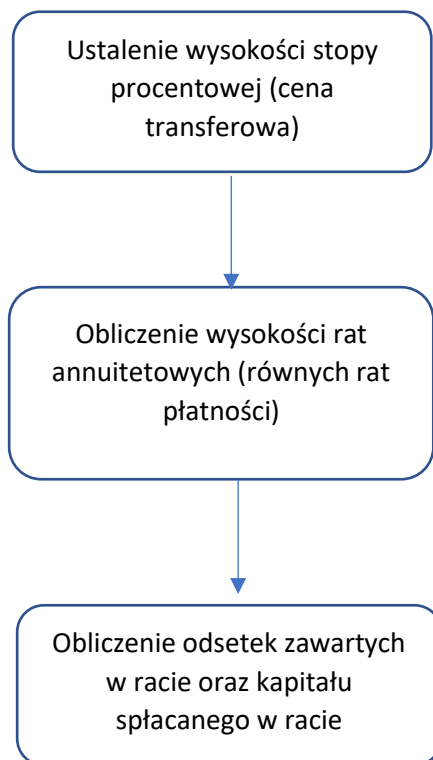 Ustalenie wysokości stopy
procentowej (cena
transferowa)
Obliczenie wysokości rat
annuitetowych (równych rat
płatności)
Obliczenie odsetek zawartych
w racie oraz kapitału
spłacanego w racie